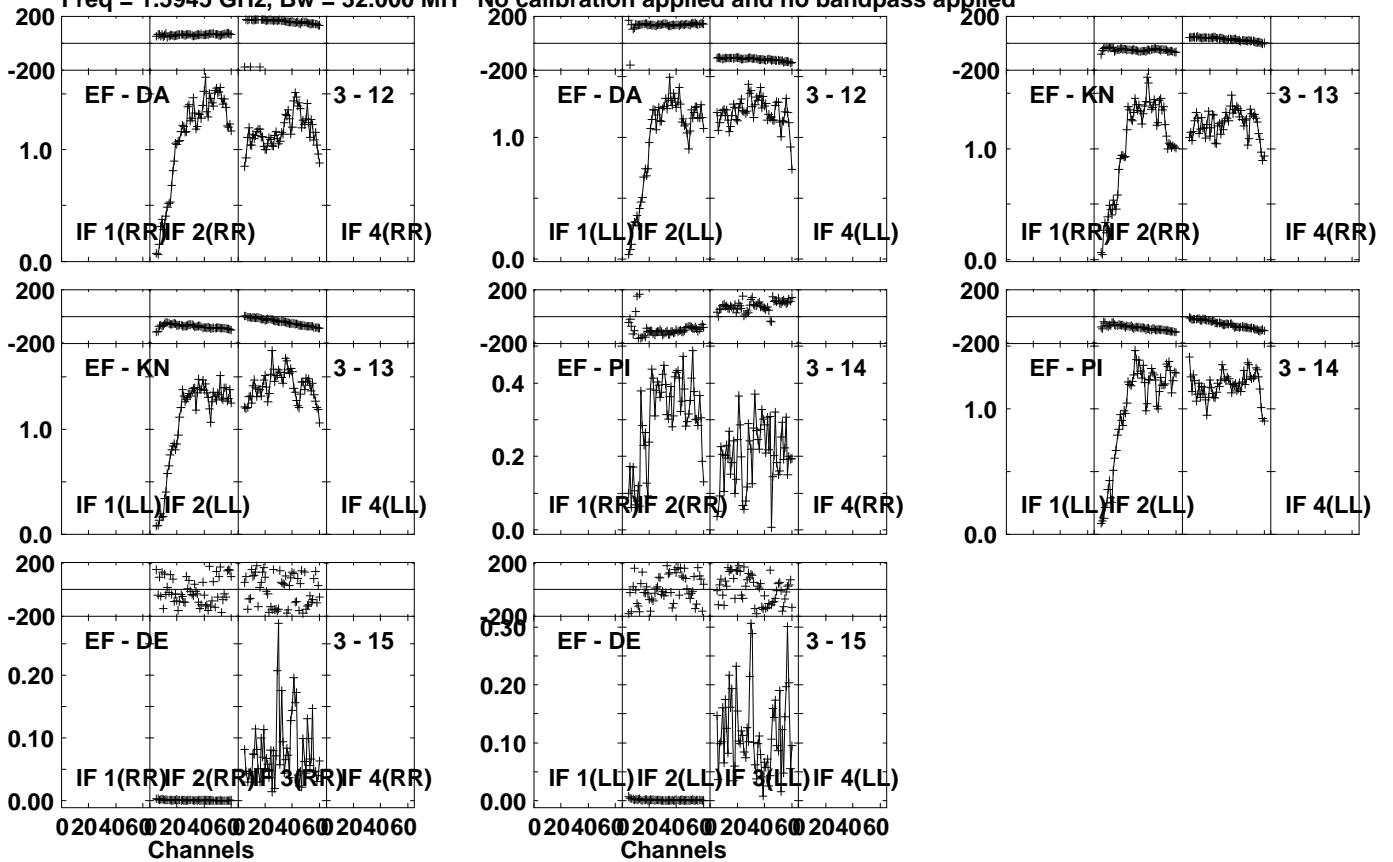 Freq = 1.5945 GHz, Bw = 32.000 MH No calibration applied and no bandpass applied
200
-200
EF - DA
3 - 12
1.0
IF 1(RR)
IF 2(RR)
IF 4(RR)
0.0
200
-200
EF - DA
3 - 12
1.0
IF 1(LL)
IF 2(LL)
IF 4(LL)
0.0
200
-200
EF - KN
3 - 13
1.0
IF 1(RR)
IF 2(RR)
IF 4(RR)
0.0
200
-200
EF - KN
3 - 13
1.0
IF 1(LL)
IF 2(LL)
IF 4(LL)
0.0
200
-200
EF - PI
3 - 14
0.4
0.2
IF 1(RR)
IF 2(RR)
IF 4(RR)
0.0
200
-200
EF - PI
3 - 14
1.0
IF 1(LL)
IF 2(LL)
IF 4(LL)
0.0
200
-200
EF - DE
3 - 15
0.20
0.10
IF 1(RR)
IF 2(RR)
IF 3(RR)
IF 4(RR)
0.00
0 20 40 60 0 20 40 60 0 20 40 60 0 20 40 60
Channels
200
-200
0.30
EF - DE
3 - 15
0.20
0.10
IF 1(LL)
IF 2(LL)
IF 3(LL)
IF 4(LL)
0.00
0 20 40 60 0 20 40 60 0 20 40 60 0 20 40 60
Channels